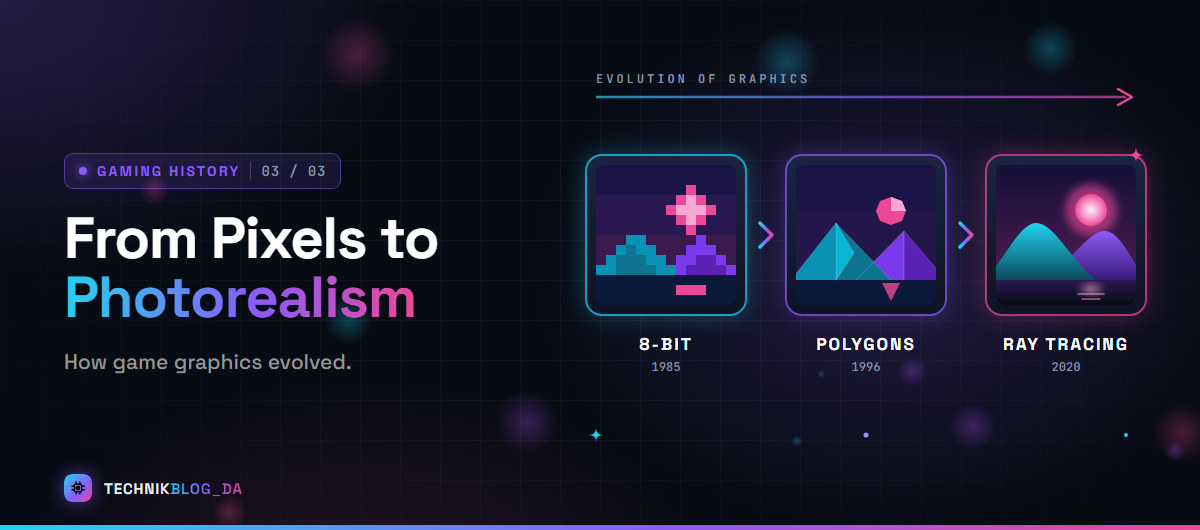 GAMING HISTORY 03 / 03
From Pixels to
Photorealism
How game graphics evolved.
TECHNIKBLOG_DA
EVOLUTION OF GRAPHICS
8-BIT
1985
POLYGONS
1996
RAY TRACING
2020